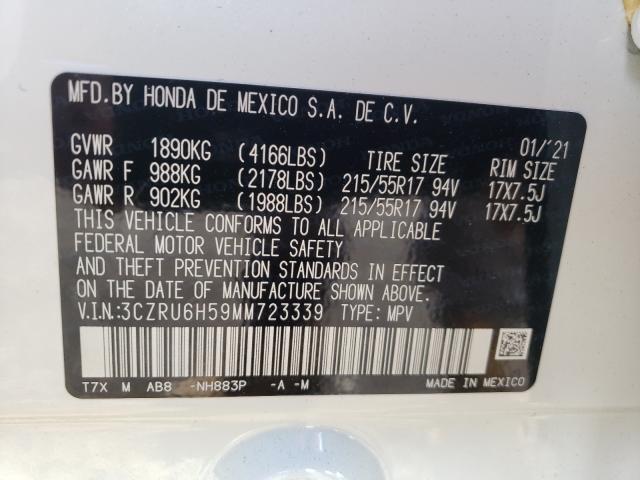 MFD.BY HONDA DE MEXICO S.A. DE C.V.
01/'21
GVWR 1890KG (4166LBS) TIRE SIZE RIM SIZE
GAWR F 988KG (2178LBS) 215/55R17 94V 17X7.5J
GAWR R 902KG (1988LBS) 215/55R17 94V 17X7.5J
THIS VEHICLE CONFORMS TO ALL APPLICABLE
FEDERAL MOTOR VEHICLE SAFETY
AND THEFT PREVENTION STANDARDS IN EFFECT
ON THE DATE OF MANUFACTURE SHOWN ABOVE.
V.I.N:3CZRU6H59MM723339 TYPE: MPV
T7X M AB8 -NH883P -A -M
MADE IN MEXICO